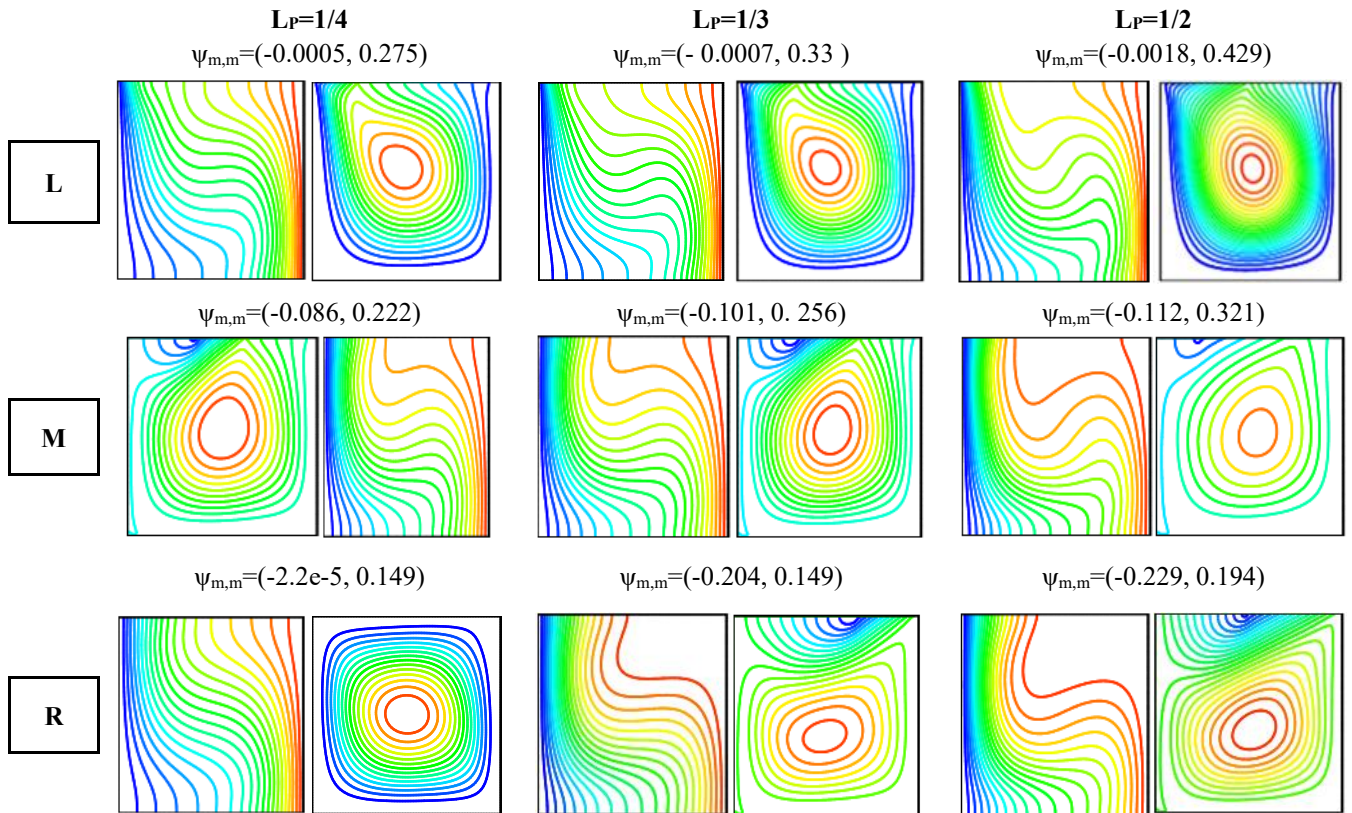 Lₚ=1/4 Lₚ=1/3 Lₚ=1/2
ψm,m=(-0.0005, 0.275) ψm,m=(- 0.0007, 0.33 ) ψm,m=(-0.0018, 0.429)
L
ψm,m=(-0.086, 0.222) ψm,m=(-0.101, 0. 256) ψm,m=(-0.112, 0.321)
M
ψm,m=(-2.2e-5, 0.149) ψm,m=(-0.204, 0.149) ψm,m=(-0.229, 0.194)
R